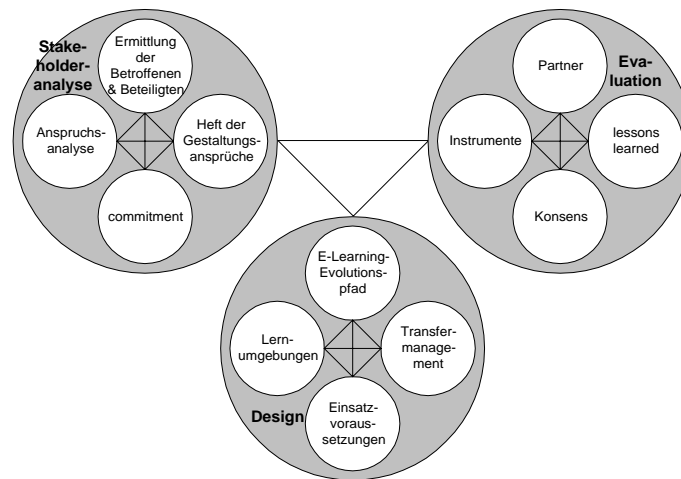 Stake-
holder-
analyse
Ermittlung
der
Betroffenen
& Beteiligten
Anspruchs-
analyse
Heft der
Gestaltungs-
ansprüche
commitment
Eva-
luation
Partner
Instrumente
lessons
learned
Konsens
E-Learning-
Evolutions-
pfad
Lern-
umgebungen
Transfer-
manage-
ment
Design
Einsatz-
voraus-
setzungen